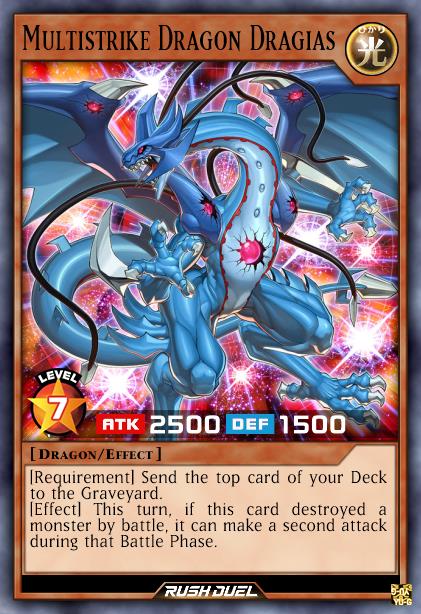 MULTISTRIKE DRAGON DRAGIAS
ひかり
光
LEVEL
7
ATK 2500 DEF 1500
[DRAGON/EFFECT]
[Requirement] Send the top card of your Deck
to the Graveyard.
[Effect] This turn, if this card destroyed a
monster by battle, it can make a second attack
during that Battle Phase.
RUSH DUEL